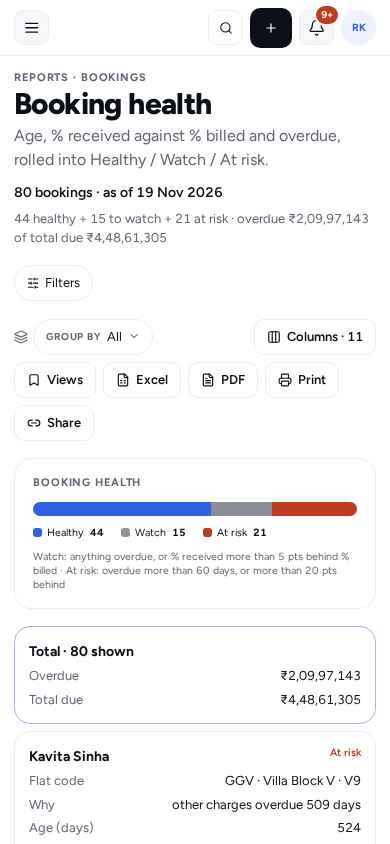 9+
RK
REPORTS · BOOKINGS
Booking health
Age, % received against % billed and overdue,
rolled into Healthy / Watch / At risk.
80 bookings · as of 19 Nov 2026
44 healthy + 15 to watch + 21 at risk · overdue ₹2,09,97,143
of total due ₹4,48,61,305
Filters
GROUP BY All
Columns · 11
Views
Excel
PDF
Print
Share
BOOKING HEALTH
Healthy 44
Watch 15
At risk 21
Watch: anything overdue, or % received more than 5 pts behind %
billed · At risk: overdue more than 60 days, or more than 20 pts
behind
Total · 80 shown
Overdue ₹2,09,97,143
Total due ₹4,48,61,305
Kavita Sinha At risk
Flat code GGV · Villa Block V · V9
Why other charges overdue 509 days
Age (days) 524